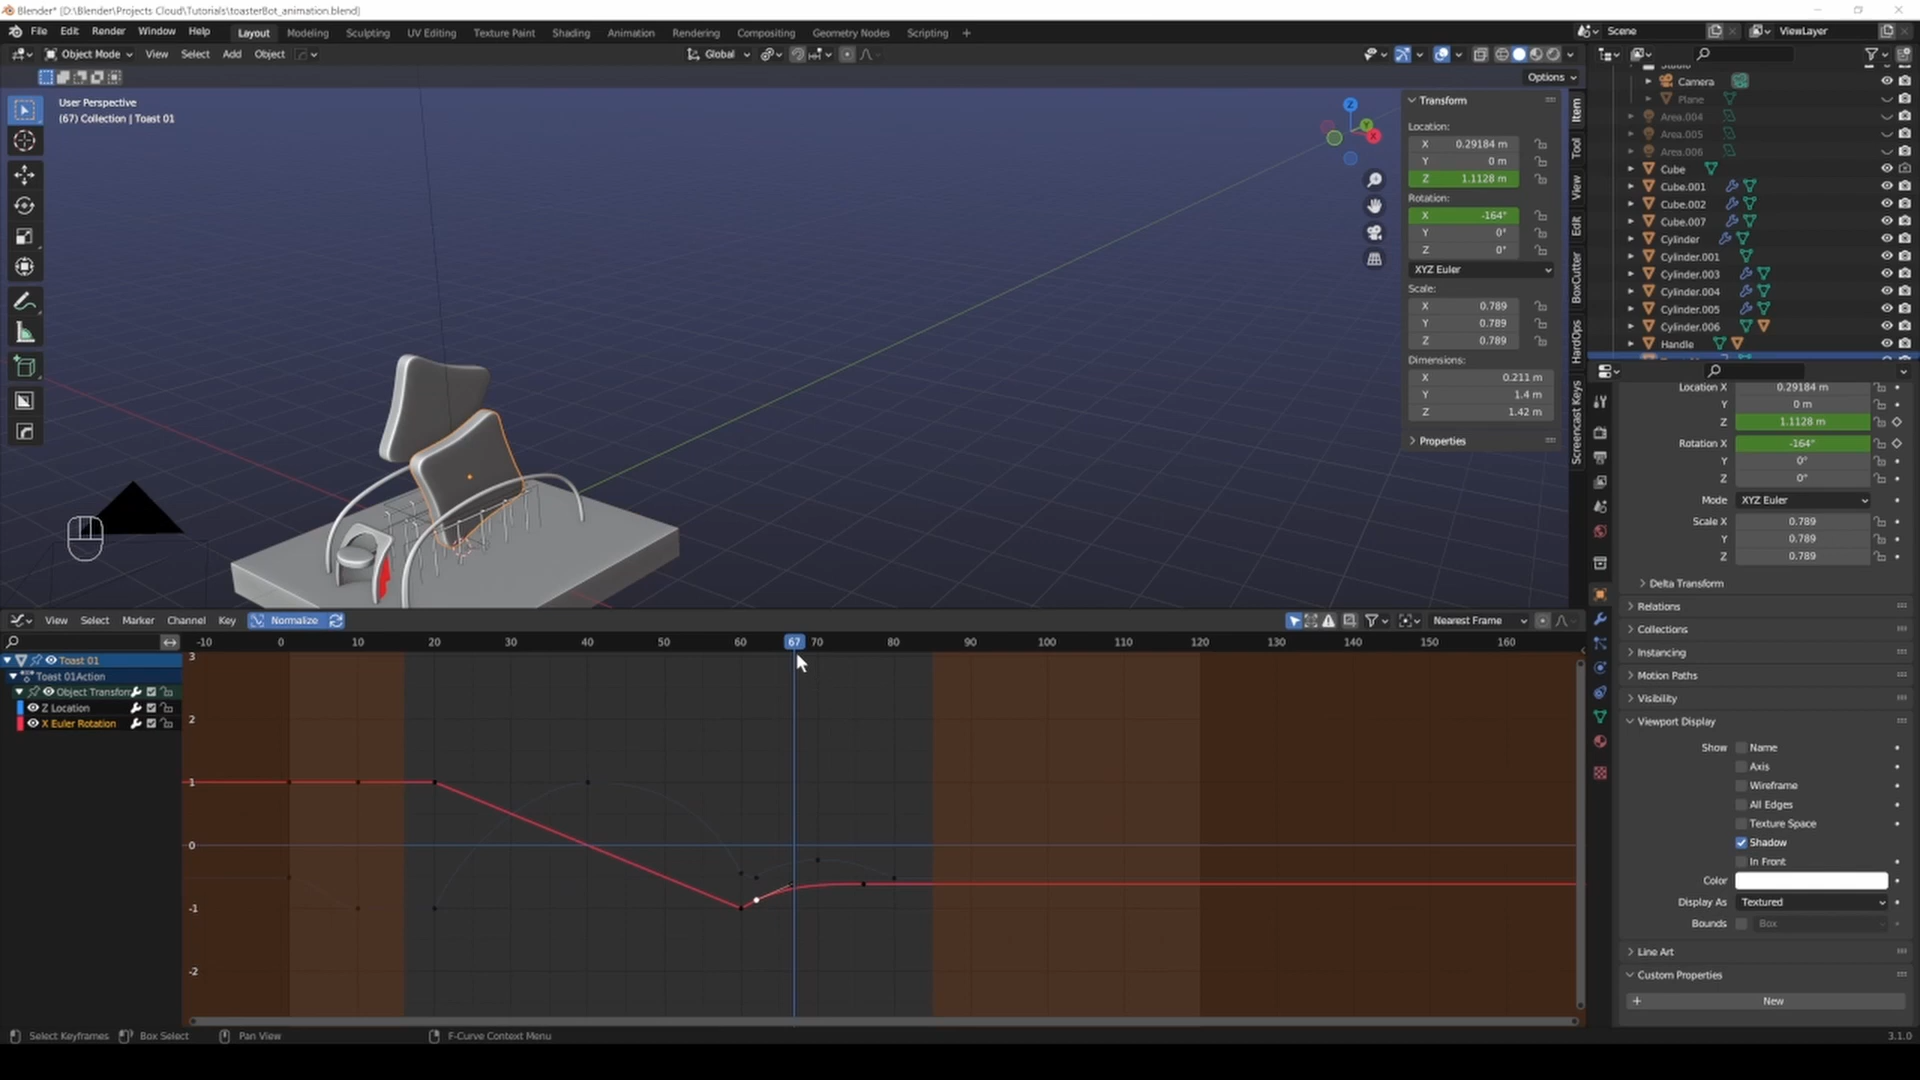 Blender* [D:\Blender\Projects Cloud\Tutorials\toasterBot_animation.blend]
File Edit Render Window Help Layout Modeling Sculpting UV Editing Texture Paint Shading Animation Rendering Compositing Geometry Nodes Scripting + Scene ViewLayer
Object Mode View Select Add Object Global
Options
User Perspective
(67) Collection | Toast 01
Transform
Location:
X 0.29184 m
Y 0 m
Z 1.1128 m
Rotation:
X -164°
Y 0°
Z 0°
XYZ Euler
Scale:
X 0.789
Y 0.789
Z 0.789
Dimensions:
X 0.211 m
Y 1.4 m
Z 1.42 m
Properties
Item
Tool
View
Edit
BoxCutter
HardOps
Screencast Keys
Z
Y
X
Studio
Camera
Plane
Area.004
Area.005
Area.006
Cube
Cube.001
Cube.002
Cube.007
Cylinder
Cylinder.001
Cylinder.003
Cylinder.004
Cylinder.005
Cylinder.006
Handle
Location X 0.29184 m
Y 0 m
Z 1.1128 m
Rotation X -164°
Y 0°
Z 0°
Mode XYZ Euler
Scale X 0.789
Y 0.789
Z 0.789
Delta Transform
Relations
Collections
Instancing
Motion Paths
Visibility
Viewport Display
Show Name
Axis
Wireframe
All Edges
Texture Space
Shadow
In Front
Color
Display As Textured
Bounds Box
Line Art
Custom Properties
+ New
View Select Marker Channel Key Normalize Nearest Frame
-10 0 10 20 30 40 50 60 67 70 80 90 100 110 120 130 140 150 160
Toast 01
Toast 01Action
Object Transform
Z Location
X Euler Rotation
3
2
1
0
-1
-2
Select Keyframes Box Select Pan View F-Curve Context Menu 3.1.0